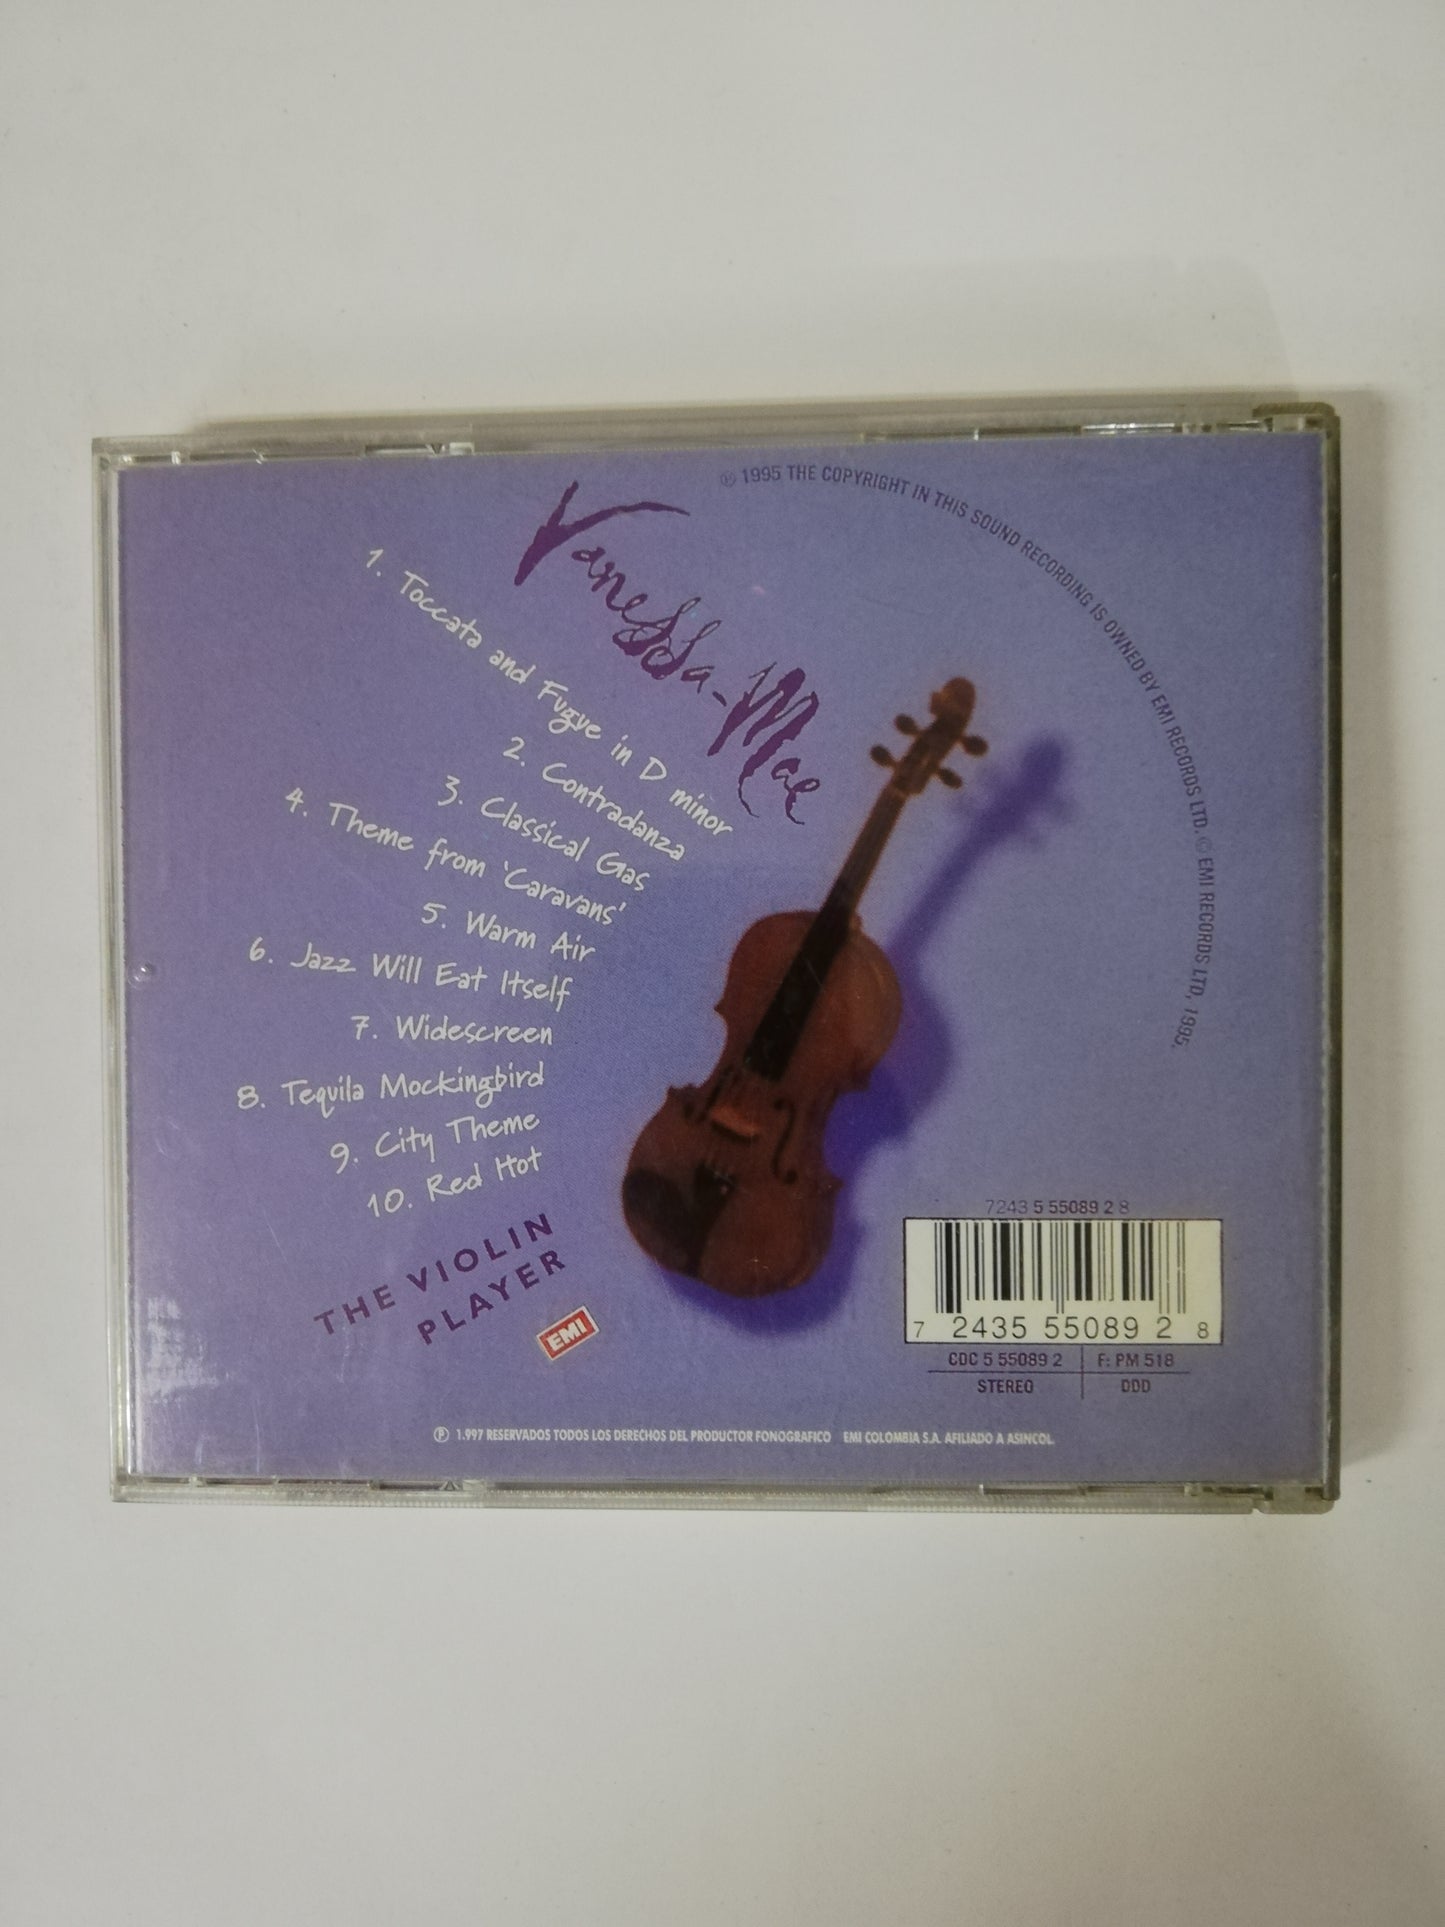 ℗ 1995 THE COPYRIGHT IN THIS SOUND RECORDING IS OWNED BY EMI RECORDS LTD. © EMI RECORDS LTD, 1995.
Vanessa-Mae
1. Toccata and Fugue in D minor
2. Contradanza
3. Classical Gas
4. Theme from 'Caravans'
5. Warm Air
6. Jazz Will Eat Itself
7. Widescreen
8. Tequila Mockingbird
9. City Theme
10. Red Hot
THE VIOLIN
PLAYER
EMI
7243 5 55089 2 8
7 2435 55089 2 8
CDC 5 55089 2 F: PM 518
STEREO DDD
℗ 1.997 RESERVADOS TODOS LOS DERECHOS DEL PRODUCTOR FONOGRAFICO EMI COLOMBIA S.A. AFILIADO A ASINCOL.